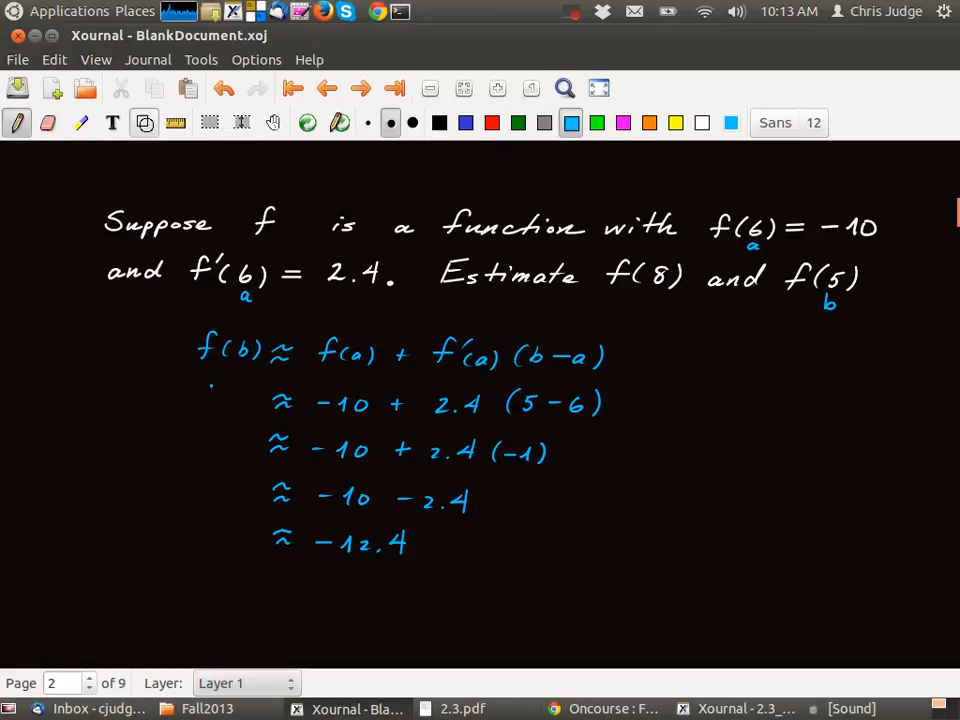 Applications Places 10:13 AM Chris Judge
Xournal - BlankDocument.xoj
File Edit View Journal Tools Options Help
Sans 12
Suppose f is a function with f(6) = -10
a
and f'(6) = 2.4. Estimate f(8) and f(5)
a b
f(b) ≈ f(a) + f'(a) (b-a)
≈ -10 + 2.4 (5-6)
≈ -10 + 2.4 (-1)
≈ -10 -2.4
≈ -12.4
Page 2 of 9 Layer: Layer 1
Inbox - cjudg... Fall2013 Xournal - Bla... 2.3.pdf Oncourse : F... Xournal - 2.3_... [Sound]